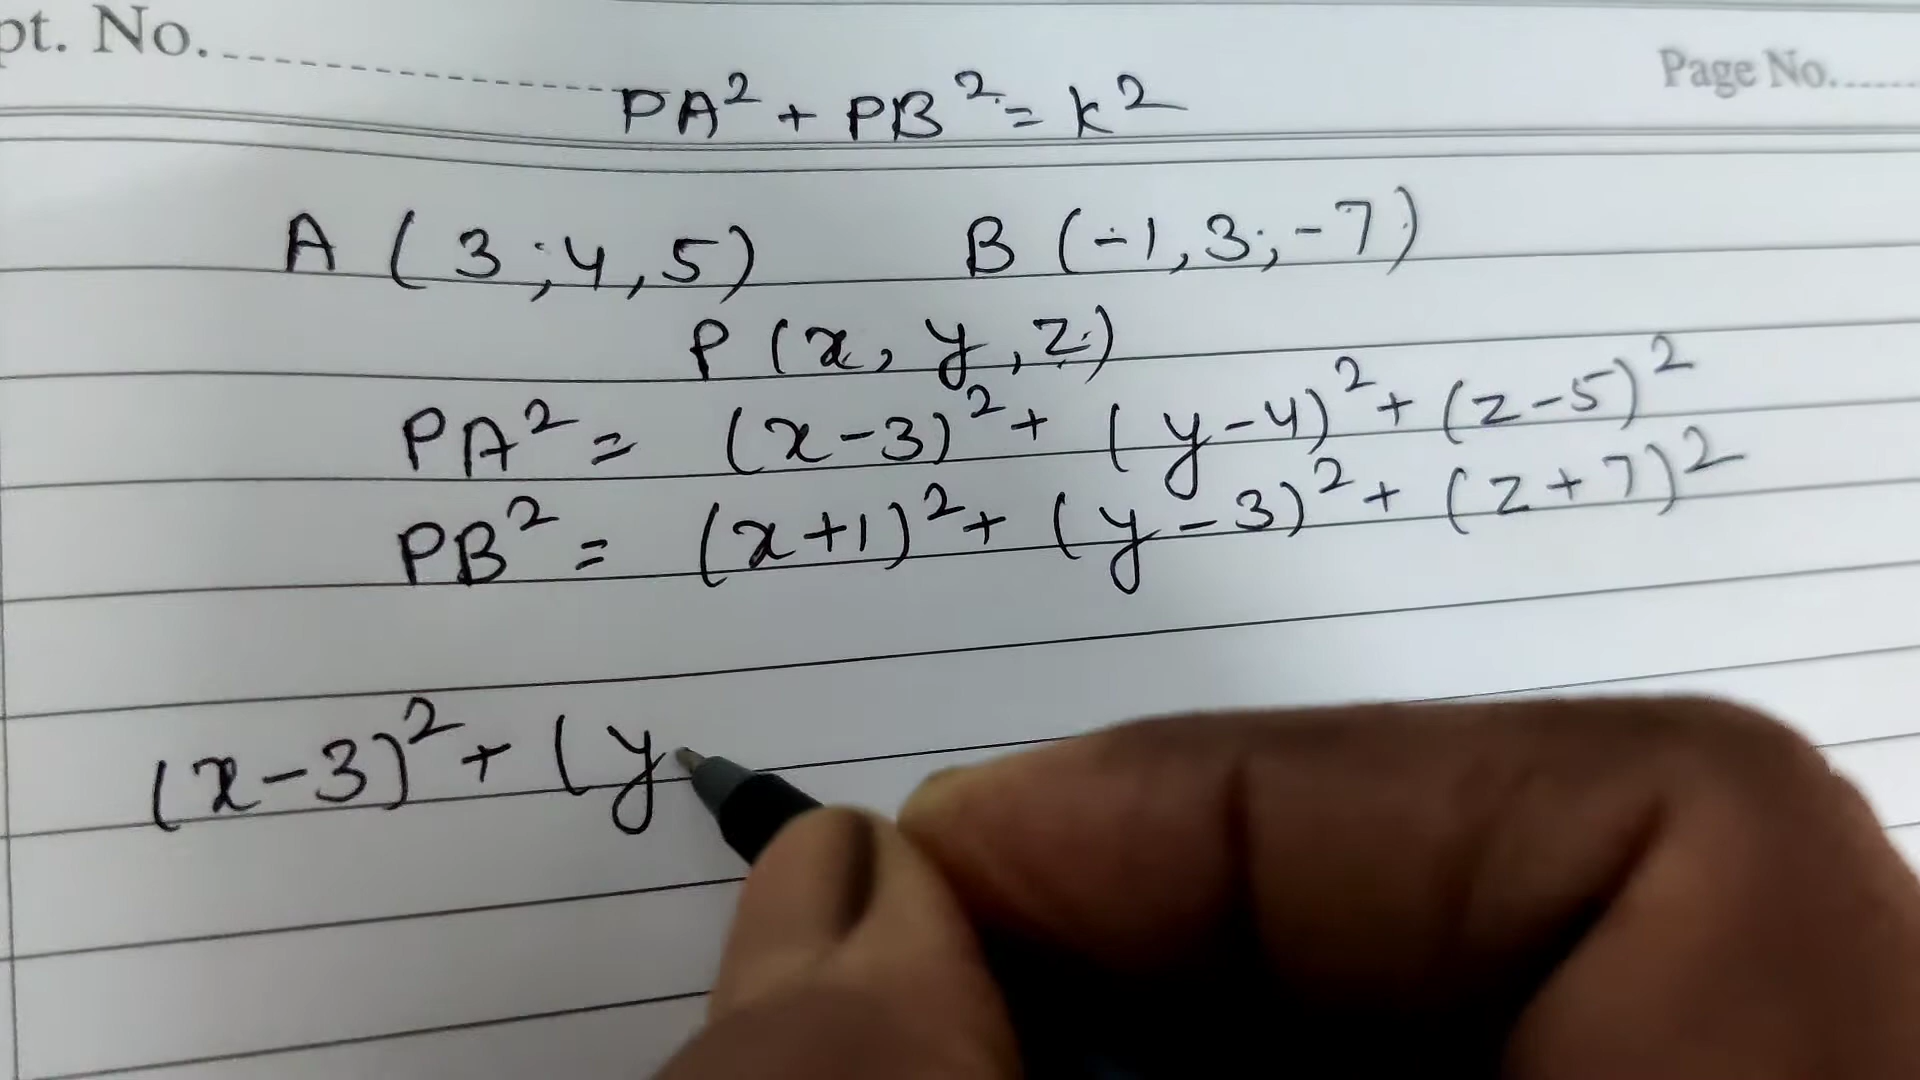 pt. No.
Page No.
PA² + PB² = k²
A ( 3 , 4 , 5 ) B ( -1 , 3 , -7 )
P ( x , y , z )
PA² = (x-3)² + (y-4)² + (z-5)²
PB² = (x+1)² + (y-3)² + (z+7)²
(x-3)² + (y